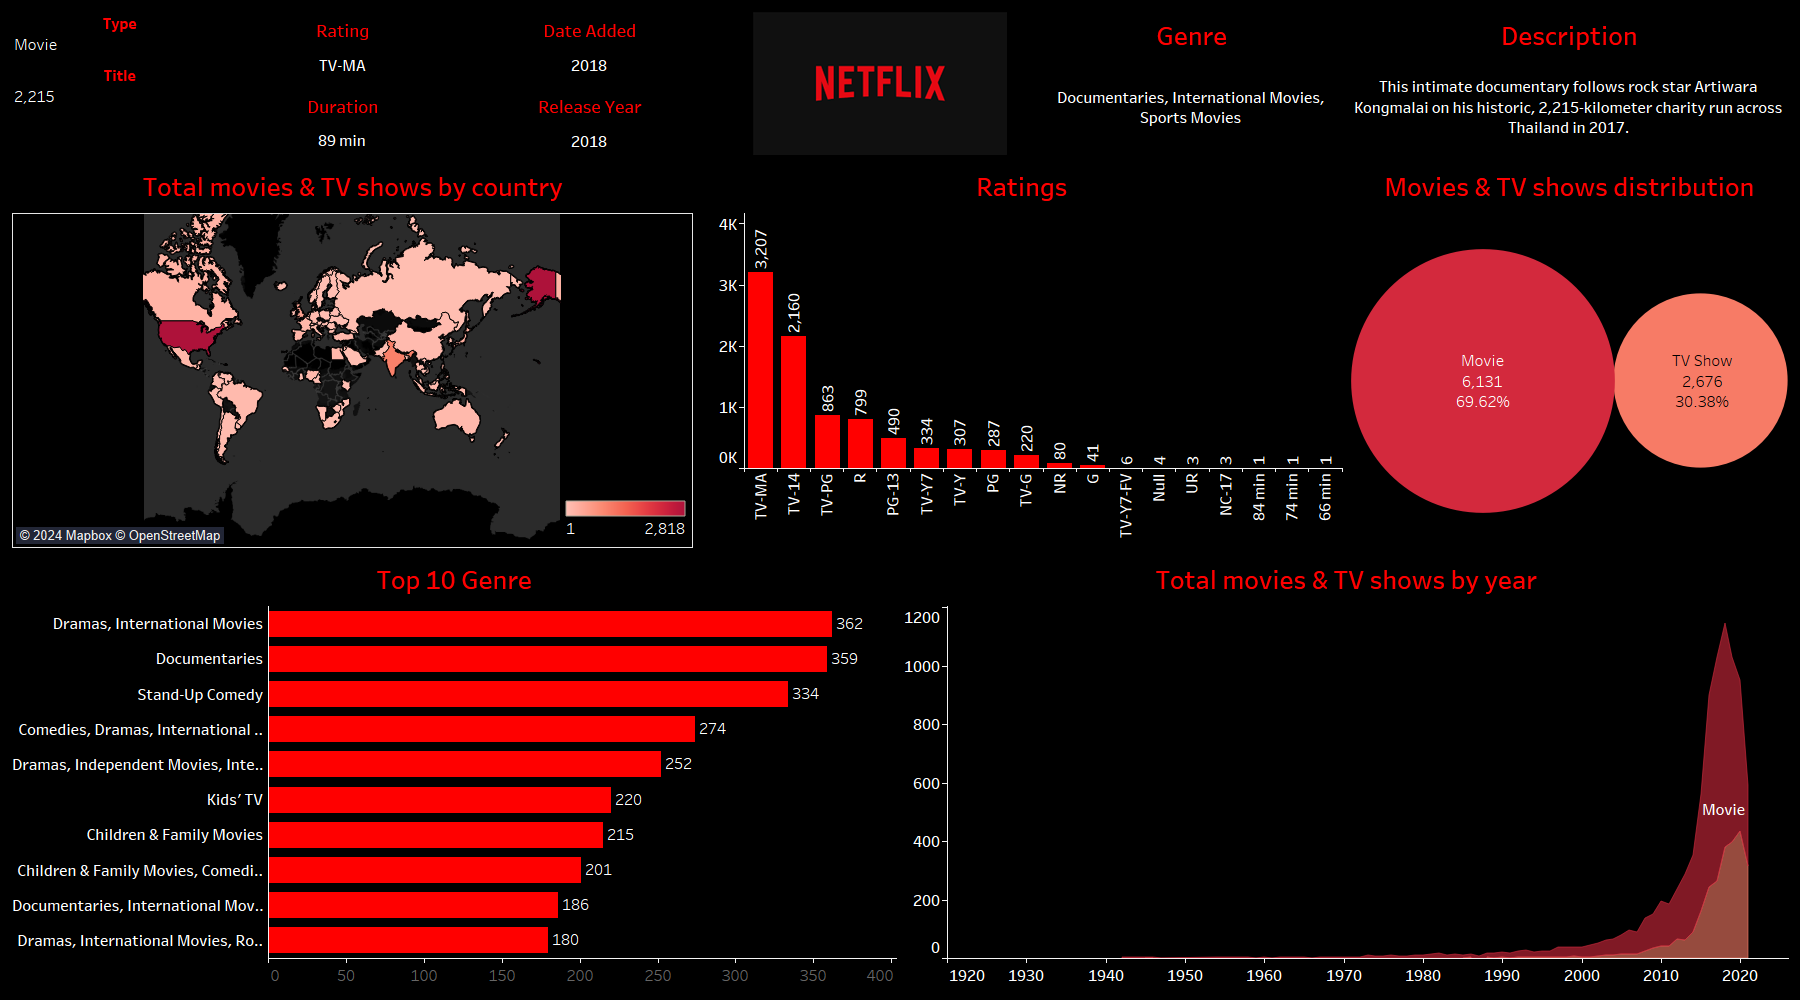 Type
Movie
Title
2,215
Rating
TV-MA
Duration
89 min
Date Added
2018
Release Year
2018
NETFLIX
Genre
Documentaries, International Movies,
Sports Movies
Description
This intimate documentary follows rock star Artiwara
Kongmalai on his historic, 2,215-kilometer charity run across
Thailand in 2017.
Total movies & TV shows by country
© 2024 Mapbox © OpenStreetMap
1
2,818
Ratings
4K
3K
2K
1K
0K
3,207
2,160
863
799
490
334
307
287
220
80
41
6
4
3
3
1
1
1
TV-MA
TV-14
TV-PG
R
PG-13
TV-Y7
TV-Y
PG
TV-G
NR
G
TV-Y7-FV
Null
UR
NC-17
84 min
74 min
66 min
Movies & TV shows distribution
Movie
6,131
69.62%
TV Show
2,676
30.38%
Top 10 Genre
Dramas, International Movies 362
Documentaries 359
Stand-Up Comedy 334
Comedies, Dramas, International .. 274
Dramas, Independent Movies, Inte.. 252
Kids’ TV 220
Children & Family Movies 215
Children & Family Movies, Comedi.. 201
Documentaries, International Mov.. 186
Dramas, International Movies, Ro.. 180
0 50 100 150 200 250 300 350 400
Total movies & TV shows by year
1200
1000
800
600
400
200
0
Movie
1920 1930 1940 1950 1960 1970 1980 1990 2000 2010 2020